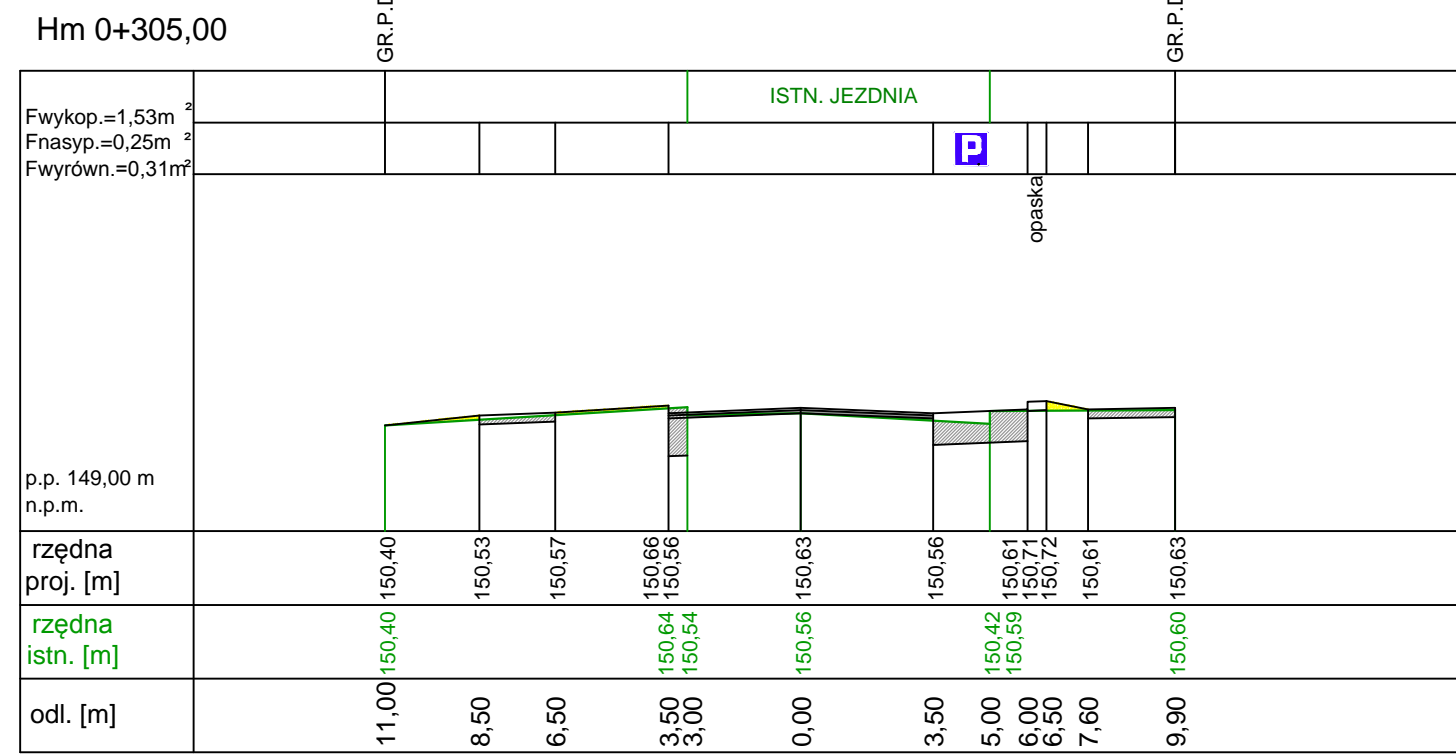 Hm 0+305,00
GR.P.
GR.P.
ISTN. JEZDNIA
Fwykop.=1,53m²
Fnasyp.=0,25m²
Fwyrówn.=0,31m²
P
opaska
p.p. 149,00 m
n.p.m.
rzędna
proj. [m]
150,40 150,53 150,57 150,66 150,56 150,63 150,56 150,61 150,71 150,72 150,61 150,63
rzędna
istn. [m]
150,40 150,64 150,54 150,56 150,42 150,59 150,60
odl. [m]
11,00 8,50 6,50 3,50 3,00 0,00 3,50 5,00 6,00 6,50 7,60 9,90